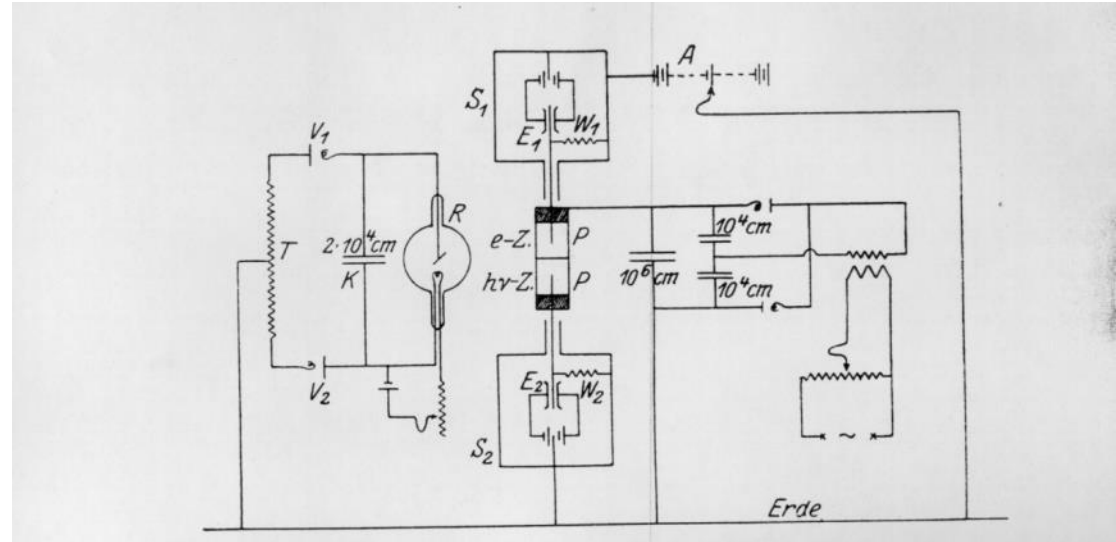 A
S1
E1
W1
V1
T
2·10⁴cm
K
R
e-Z.
P
hν-Z.
P
10⁶cm
10⁴cm
10⁴cm
V2
E2
W2
S2
~
Erde